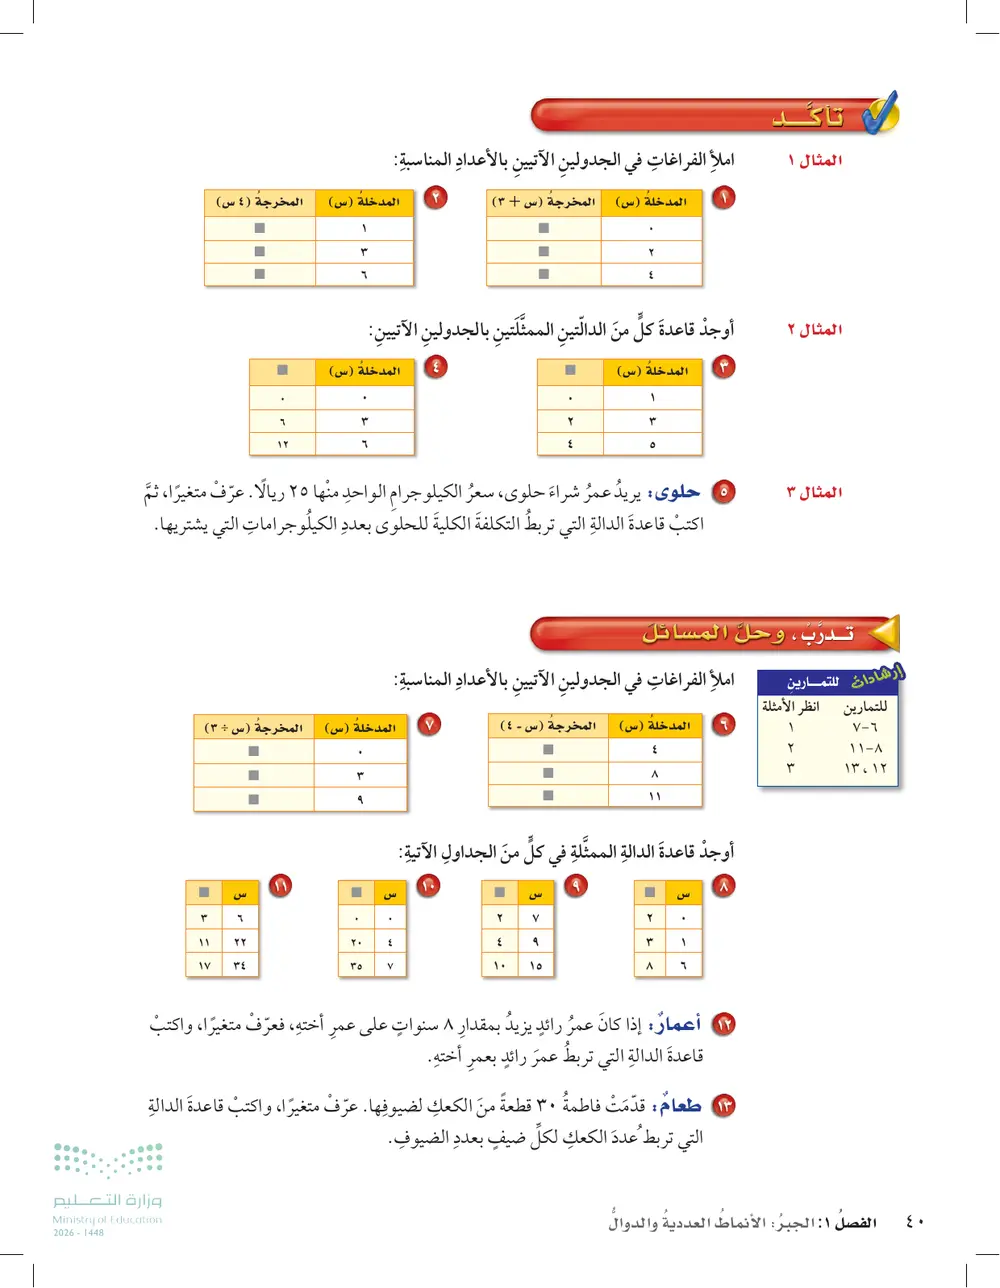 تأكَّـــد
المثال ١
املأِ الفراغاتِ في الجدولينِ الآتيينِ بالأعدادِ المناسبةِ:
١
المدخلةُ (س) المخرجةُ (س + ٣)
٠ ■
٢ ■
٤ ■
٢
المدخلةُ (س) المخرجةُ (٤ س)
١ ■
٣ ■
٦ ■
المثال ٢
أوجدْ قاعدةَ كلٍّ منَ الدالّتينِ الممثَّلَتينِ بالجدولينِ الآتيينِ:
٣
المدخلةُ (س) ■
١ ٠
٣ ٢
٥ ٤
٤
المدخلةُ (س) ■
٠ ٠
٣ ٦
٦ ١٢
المثال ٣
٥ حلوى: يريدُ عمرُ شراءَ حلوى، سعرُ الكيلوجرامِ الواحدِ منْها ٢٥ ريالًا. عرّفْ متغيرًا، ثمَّ
اكتبْ قاعدةَ الدالةِ التي تربطُ التكلفةَ الكليةَ للحلوى بعددِ الكيلُوجراماتِ التي يشتريها.
تـدرَّبْ، وحلَّ المسائلَ
إرشاداتٌ للتمـــارين
للتمارين انظر الأمثلة
٦-٧ ١
٨-١١ ٢
١٢، ١٣ ٣
املأِ الفراغاتِ في الجدولينِ الآتيينِ بالأعدادِ المناسبةِ:
٦
المدخلةُ (س) المخرجةُ (س - ٤)
٤ ■
٨ ■
١١ ■
٧
المدخلةُ (س) المخرجةُ (س ÷ ٣)
٠ ■
٣ ■
٩ ■
أوجدْ قاعدةَ الدالةِ الممثَّلةِ في كلٍّ منَ الجداولِ الآتيةِ:
٨
س ■
٠ ٢
١ ٣
٦ ٨
٩
س ■
٧ ٢
٩ ٤
١٥ ١٠
١٠
س ■
٠ ٠
٤ ٢٠
٧ ٣٥
١١
س ■
٦ ٣
٢٢ ١١
٣٤ ١٧
١٢ أعمارٌ: إذا كانَ عمرُ رائدٍ يزيدُ بمقدارِ ٨ سنواتٍ على عمرِ أختهِ، فعرّفْ متغيرًا، واكتبْ
قاعدةَ الدالةِ التي تربطُ عمرَ رائدٍ بعمرِ أختهِ.
١٣ طعامٌ: قدّمَتْ فاطمةُ ٣٠ قطعةً منَ الكعكِ لضيوفِها. عرّفْ متغيرًا، واكتبْ قاعدةَ الدالةِ
التي تربطُ عددَ الكعكِ لكلِّ ضيفٍ بعددِ الضيوفِ.
وزارة التعـــليم
Ministry of Education
2026 - 1448
٤٠ الفصلُ ١: الجبرُ: الأنماطُ العدديةُ والدوالُّ